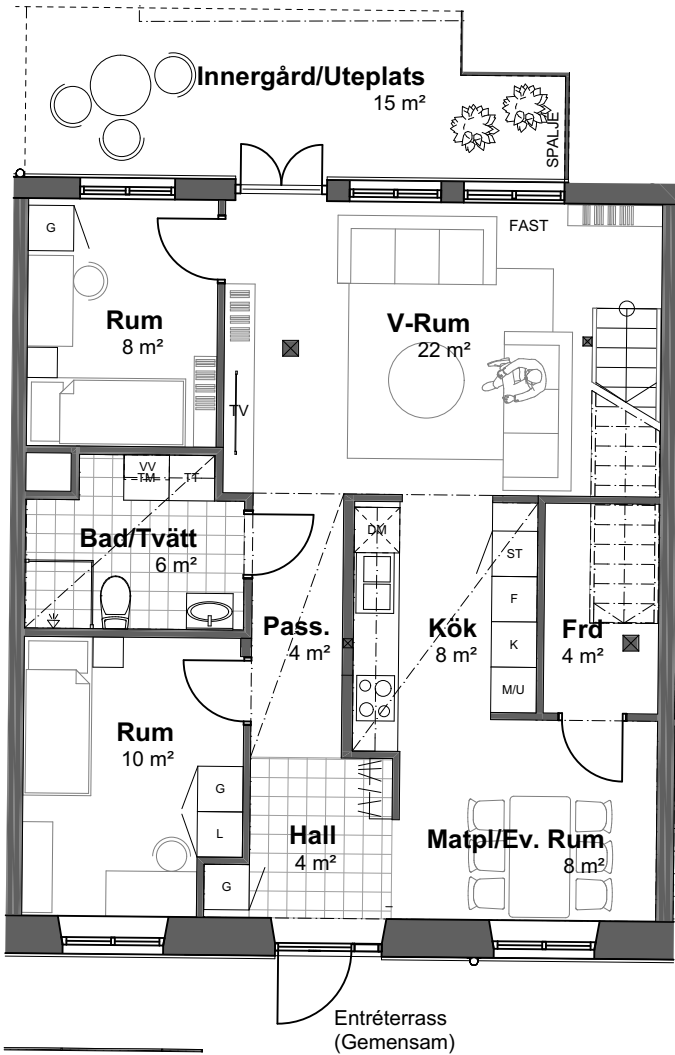 Innergård/Uteplats
15 m²
SPALJE
G
FAST
Rum
8 m²
V-Rum
22 m²
TV
VV
TM
TT
Bad/Tvätt
6 m²
DM
ST
F
K
M/U
Pass.
4 m²
Kök
8 m²
Frd
4 m²
Rum
10 m²
G
L
G
Hall
4 m²
Matpl/Ev. Rum
8 m²
Entréterrass
(Gemensam)